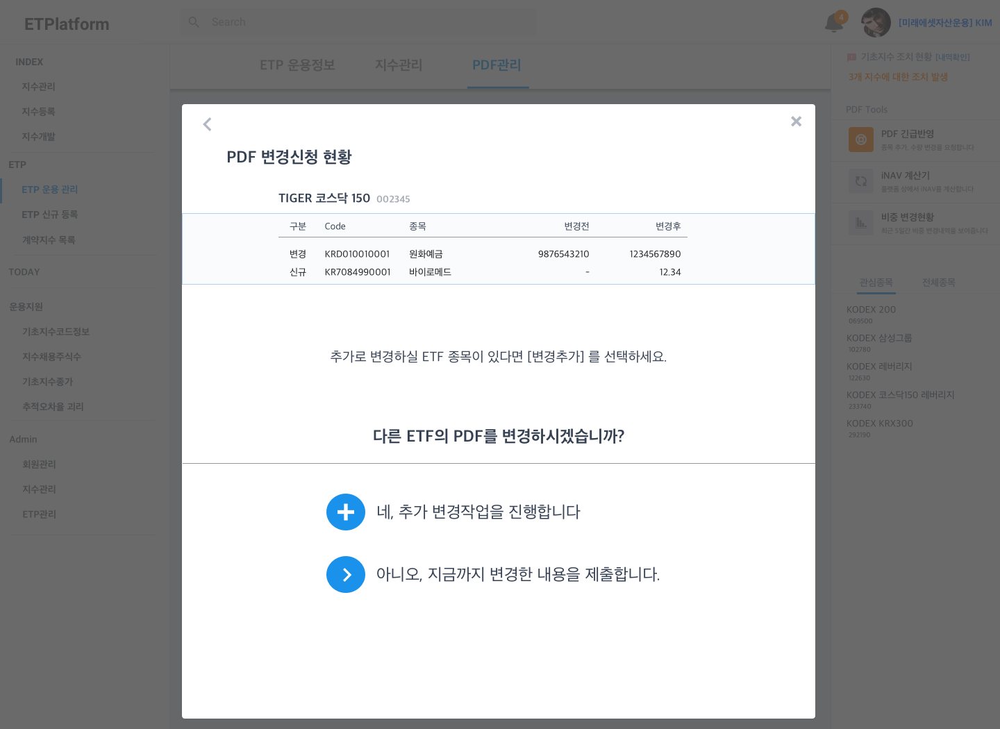 ETPlatform
Search
4
[미래에셋자산운용] KIM
INDEX
지수관리
지수등록
지수개발
ETP
ETP 운용 관리
ETP 신규 등록
계약지수 목록
TODAY
운용지원
기초지수코드정보
지수채용주식수
기초지수종가
추적오차율 괴리
Admin
회원관리
지수관리
ETP관리
ETP 운용정보
지수관리
PDF관리
PDF 변경신청 현황
TIGER 코스닥 150 002345
구분 Code 종목 변경전 변경후
변경 KRD010010001 원화예금 9876543210 1234567890
신규 KR7084990001 바이로메드 - 12.34
추가로 변경하실 ETF 종목이 있다면 [변경추가] 를 선택하세요.
다른 ETF의 PDF를 변경하시겠습니까?
네, 추가 변경작업을 진행합니다
아니오, 지금까지 변경한 내용을 제출합니다.
기초지수 조치 현황 [내역확인]
3개 지수에 대한 조치 발생
PDF Tools
PDF 긴급반영
종목 추가, 수량 변경을 요청합니다
iNAV 계산기
플랫폼 상에서 iNAV를 계산합니다
비중 변경현황
최근 5일간 비중 변경내역을 보여줍니다
관심종목 전체종목
KODEX 200
069500
KODEX 삼성그룹
102780
KODEX 레버리지
122630
KODEX 코스닥150 레버리지
233740
KODEX KRX300
292190